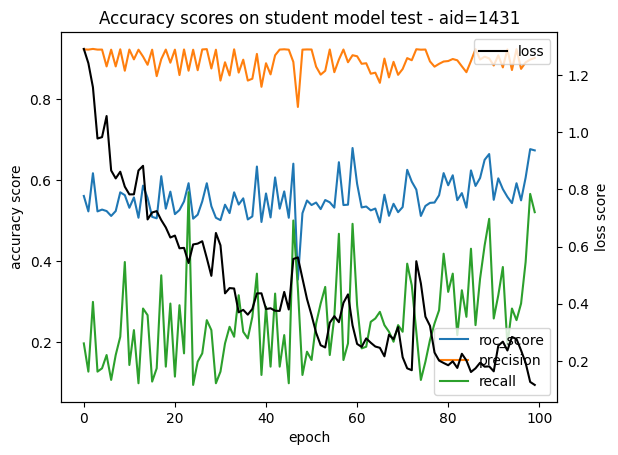 Accuracy scores on student model test - aid=1431
loss
accuracy score
0.8
0.6
0.4
0.2
1.2
1.0
0.8
0.6
0.4
0.2
loss score
roc_score
precision
recall
0
20
40
60
80
100
epoch